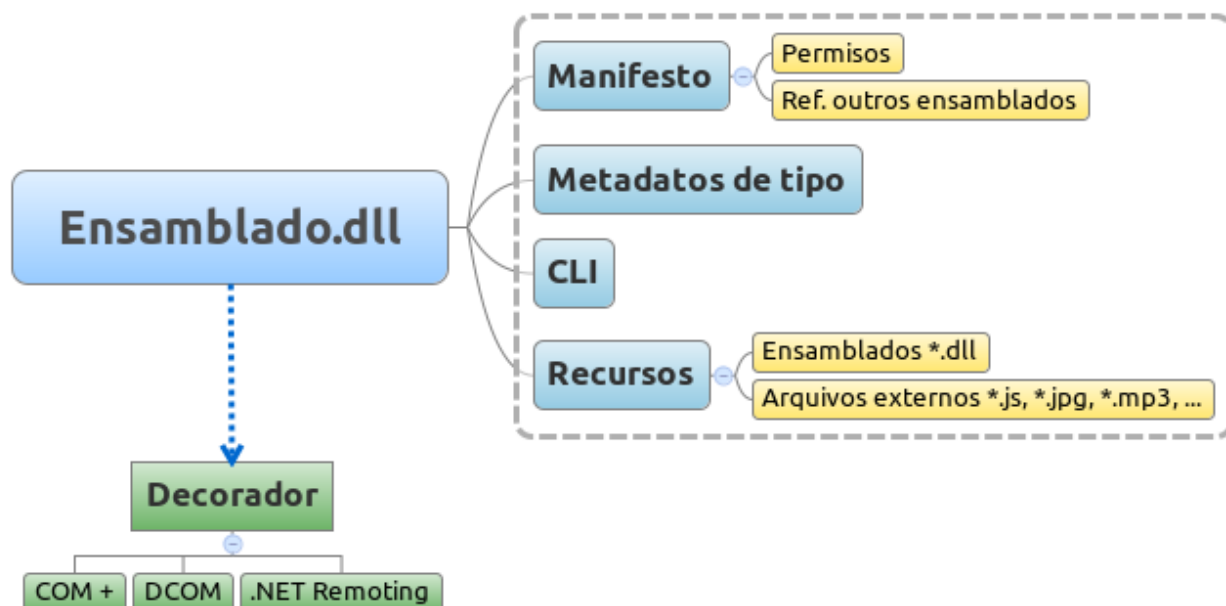 Ensamblado.dll
Manifesto
Permisos
Ref. outros ensamblados
Metadatos de tipo
CLI
Recursos
Ensamblados *.dll
Arquivos externos *.js, *.jpg, *.mp3, ...
Decorador
COM +
DCOM
.NET Remoting